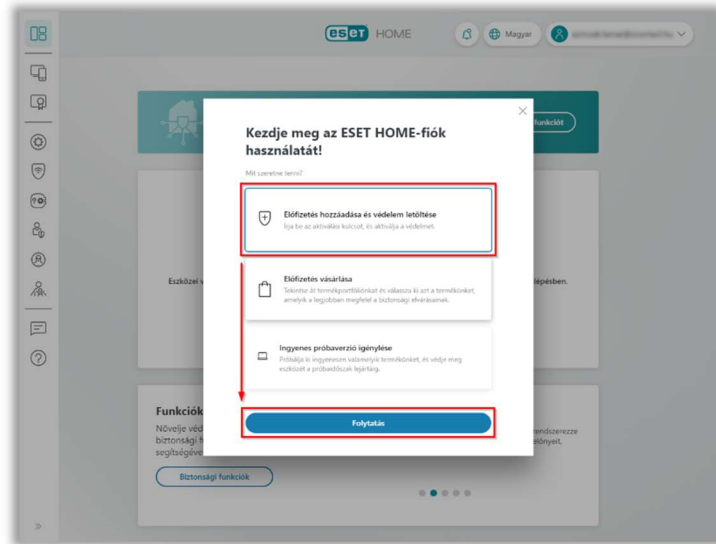 eseT HOME
Magyar
funkciót
Kezdje meg az ESET HOME-fiók
használatát!
Mit szeretne tenni?
Előfizetés hozzáadása és védelem letöltése
Írja be az aktiválási kulcsot, és aktiválja a védelmet.
Eszközei v
lépésben.
Előfizetés vásárlása
Tekintse át termékportfóliónkat és válassza ki azt a termékünket,
amelyik a legjobban megfelel a biztonsági elvárásainak.
Ingyenes próbaverzió igénylése
Próbálja ki ingyenesen valamelyik termékünket, és védje meg
eszközét a próbaidőszak lejártáig.
Folytatás
Funkciók
Növelje véd
biztonsági f
segítségéve
Biztonsági funkciók
rendszerezze
előnyeit,